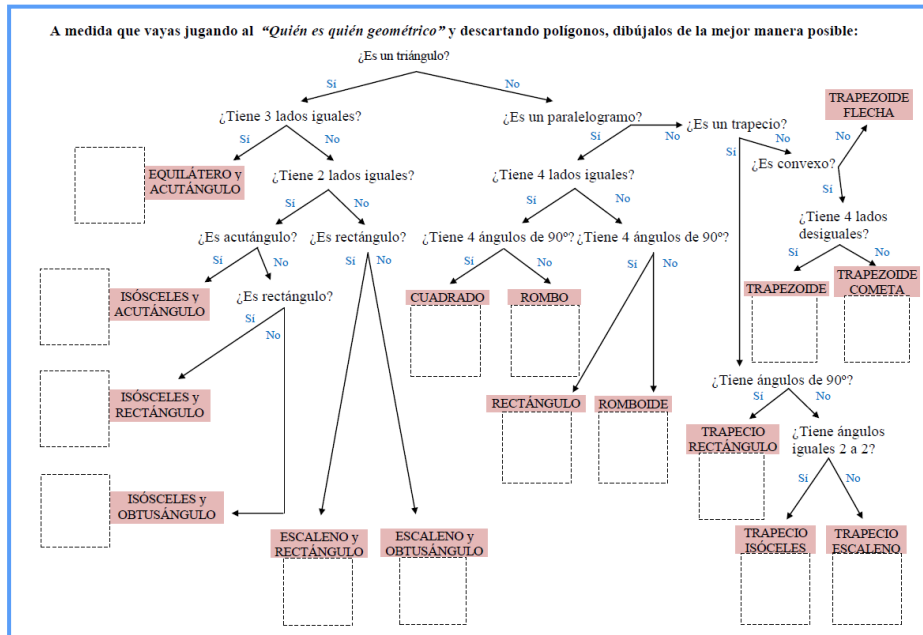 A medida que vayas jugando al “Quién es quién geométrico” y descartando polígonos, dibújalos de la mejor manera posible:
¿Es un triángulo?
Sí
No
¿Tiene 3 lados iguales?
¿Es un paralelogramo?
¿Es un trapecio?
TRAPEZOIDE
FLECHA
Sí
No
Sí
No
Sí
No
¿Es convexo?
EQUILÁTERO y
ACUTÁNGULO
¿Tiene 2 lados iguales?
¿Tiene 4 lados iguales?
No
Sí
Sí
No
Sí
No
¿Tiene 4 lados
desiguales?
¿Es acutángulo?
¿Es rectángulo?
¿Tiene 4 ángulos de 90º?
¿Tiene 4 ángulos de 90º?
Sí
No
Sí
No
Sí
No
Sí
No
Sí
No
ISÓSCELES y
ACUTÁNGULO
¿Es rectángulo?
CUADRADO
ROMBO
TRAPEZOIDE
TRAPEZOIDE
COMETA
Sí
No
¿Tiene ángulos de 90º?
Sí
No
ISÓSCELES y
RECTÁNGULO
RECTÁNGULO
ROMBOIDE
TRAPECIO
RECTÁNGULO
¿Tiene ángulos
iguales 2 a 2?
Sí
No
ISÓSCELES y
OBTUSÁNGULO
ESCALENO y
RECTÁNGULO
ESCALENO y
OBTUSÁNGULO
TRAPECIO
ISÓCELES
TRAPECIO
ESCALENO